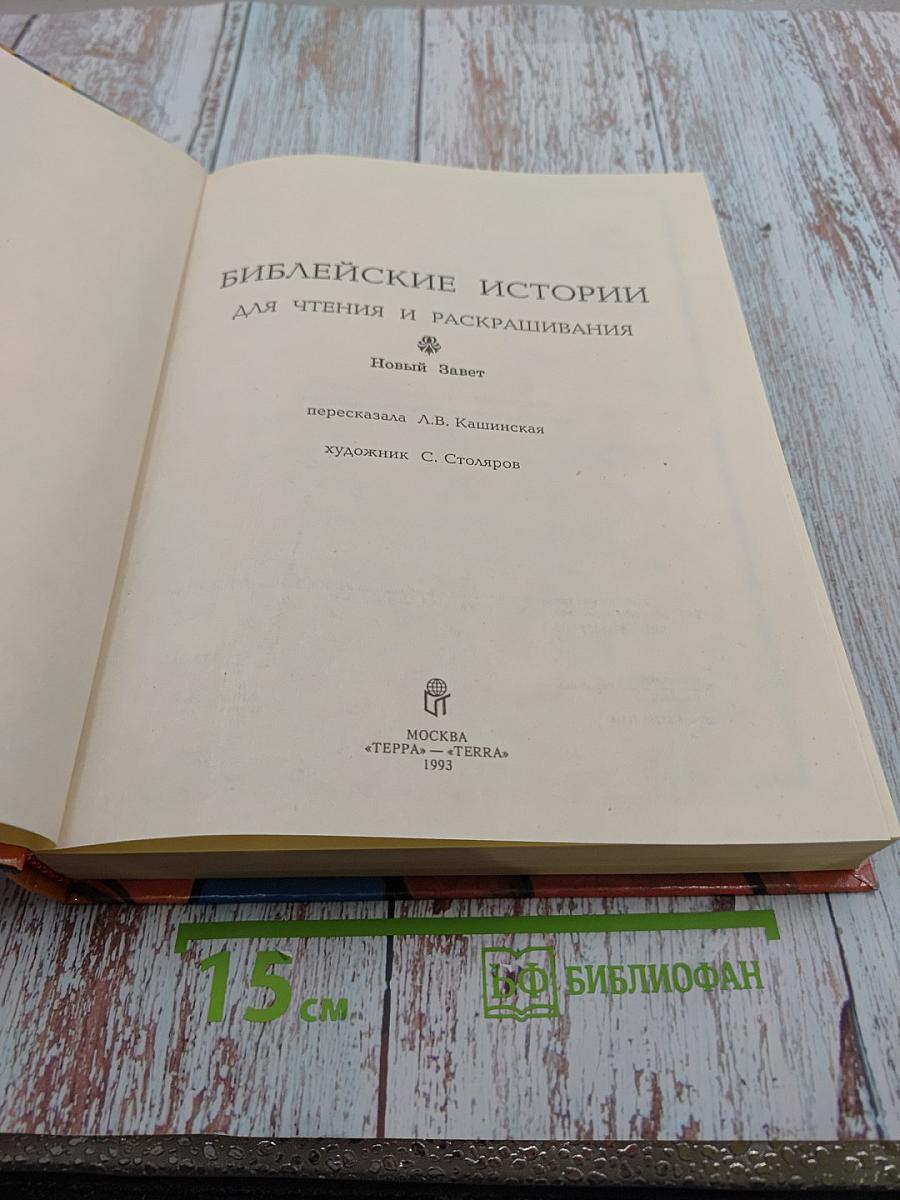 БИБЛЕЙСКИЕ ИСТОРИИ
ДЛЯ ЧТЕНИЯ И РАСКРАШИВАНИЯ
Новый Завет
пересказала Л.В. Кашинская
художник С. Столяров
МОСКВА
«ТЕРРА» — «TERRA»
1993
15 см
БФ БИБЛИОФАН